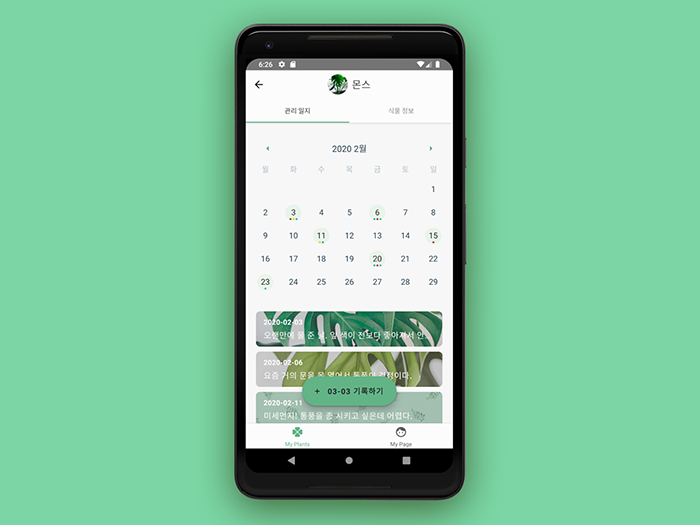 6:26
몬스
관리 일지 식물 정보
2020 2월
월 화 수 목 금 토 일
1
2 3 4 5 6 7 8
9 10 11 12 13 14 15
16 17 18 19 20 21 22
23 24 25 26 27 28 29
2020-02-03
오랜만에 물 준 날. 잎 색이 전보다 좋아져서 안...
2020-02-06
요즘 거의 문을 못 열어서 통풍이 걱정이다.
+ 03-03 기록하기
2020-02-11
미세먼지! 통풍을 좀 시키고 싶은데 어렵다.
My Plants My Page